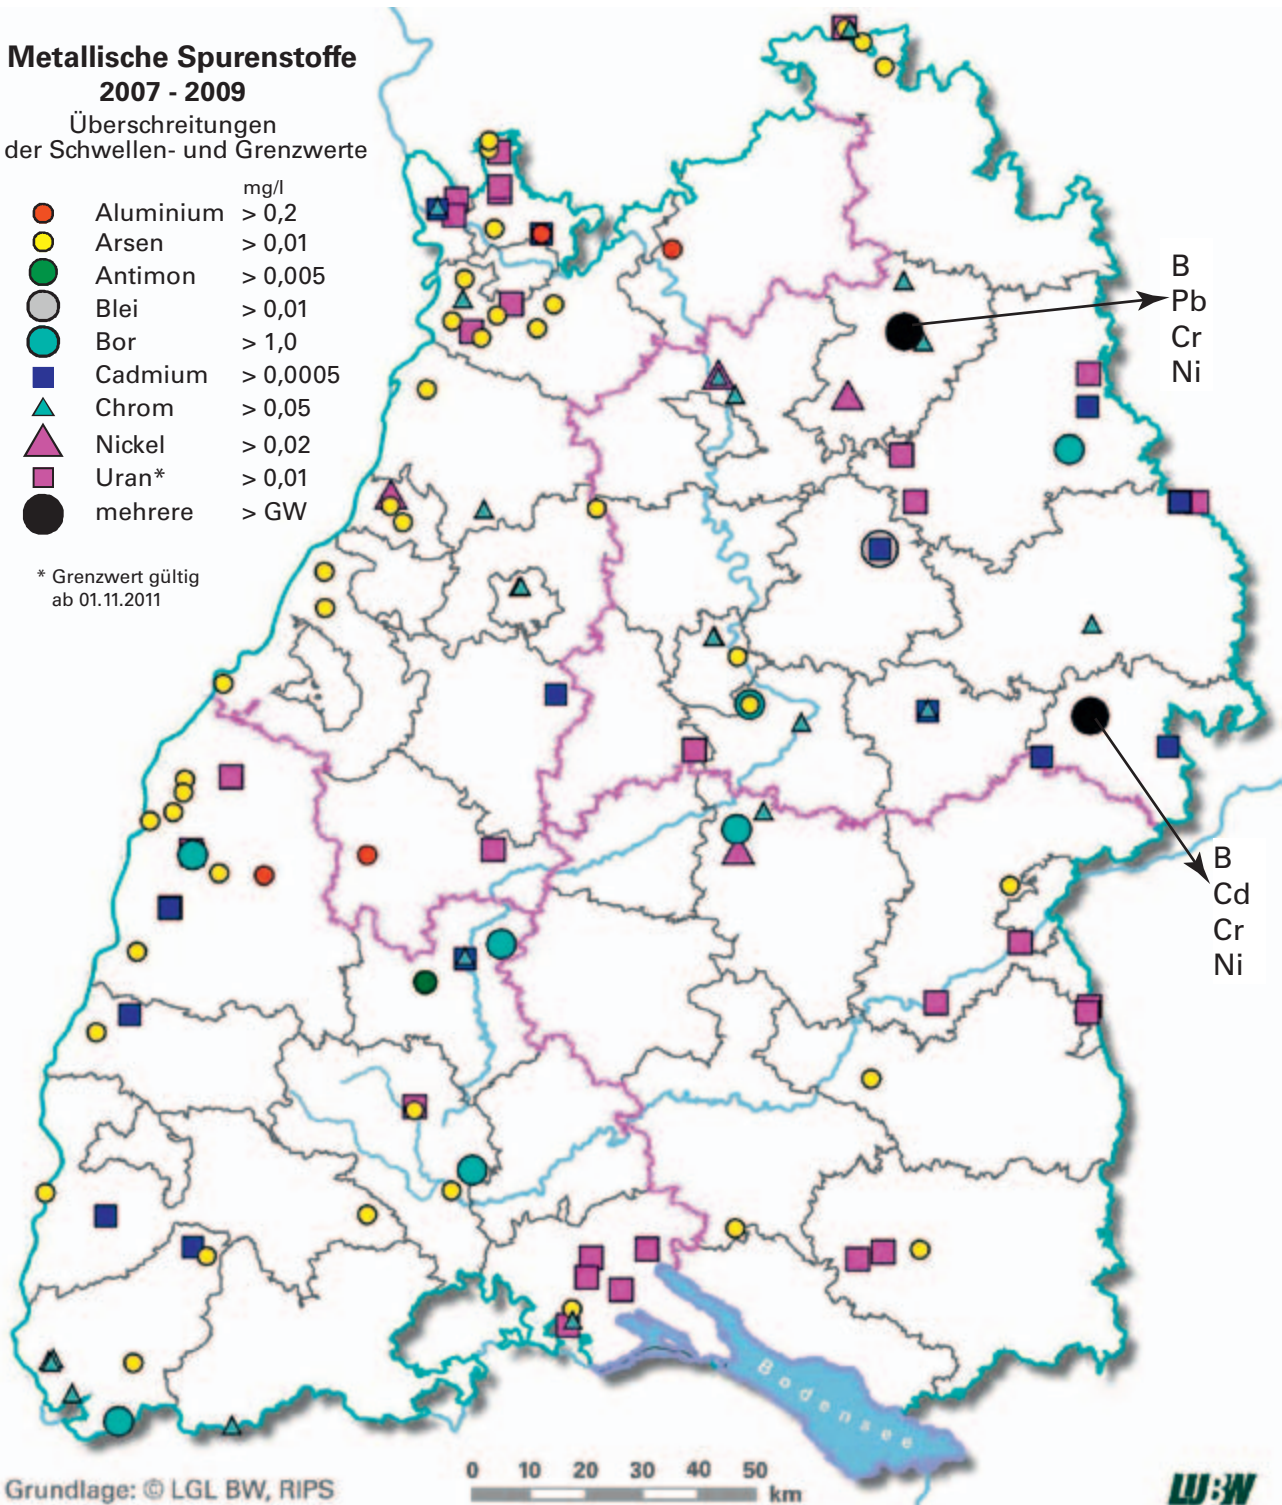 Metallische Spurenstoffe
2007 - 2009
Überschreitungen
der Schwellen- und Grenzwerte
mg/l
Aluminium > 0,2
Arsen > 0,01
Antimon > 0,005
Blei > 0,01
Bor > 1,0
Cadmium > 0,0005
Chrom > 0,05
Nickel > 0,02
Uran* > 0,01
mehrere > GW
* Grenzwert gültig
ab 01.11.2011
B
Pb
Cr
Ni
B
Cd
Cr
Ni
Bodensee
0 10 20 30 40 50
km
Grundlage: © LGL BW, RIPS
LUBW